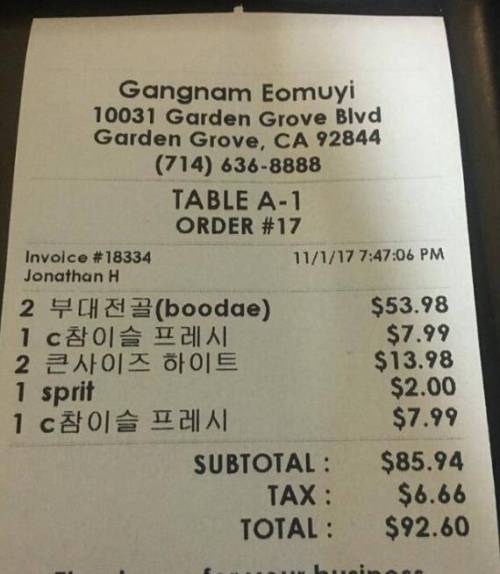 Gangnam Eomuyi
10031 Garden Grove Blvd
Garden Grove, CA 92844
(714) 636-8888
TABLE A-1
ORDER #17
Invoice #18334 11/1/17 7:47:06 PM
Jonathan H
2 부대전골(boodae) $53.98
1 c참이슬 프레시 $7.99
2 큰사이즈 하이트 $13.98
1 sprit $2.00
1 c참이슬 프레시 $7.99
SUBTOTAL : $85.94
TAX : $6.66
TOTAL : $92.60
for your business